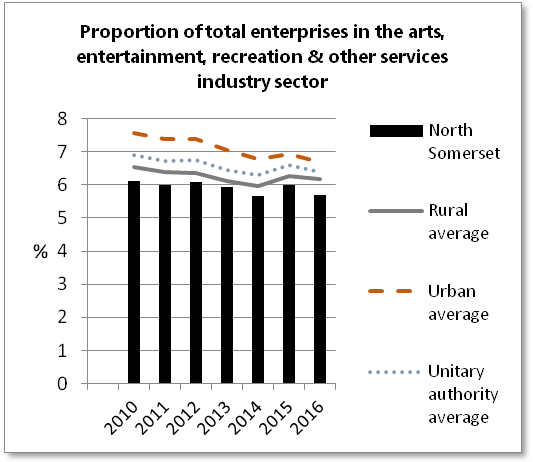 Proportion of total enterprises in the arts,
entertainment, recreation & other services
industry sector
8
7
6
5
4
3
2
1
0
%
2010
2011
2012
2013
2014
2015
2016
North
Somerset
Rural
average
Urban
average
Unitary
authority
average